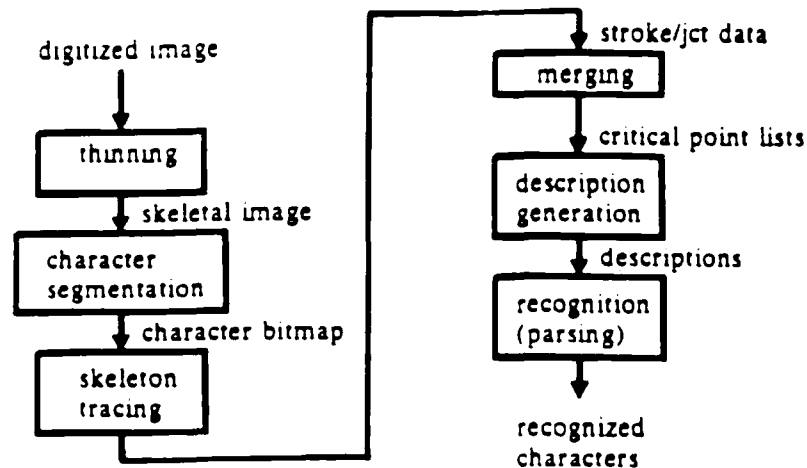 digitized image
thinning
skeletal image
character
segmentation
character bitmap
skeleton
tracing
stroke/jct data
merging
critical point lists
description
generation
descriptions
recognition
(parsing)
recognized
characters